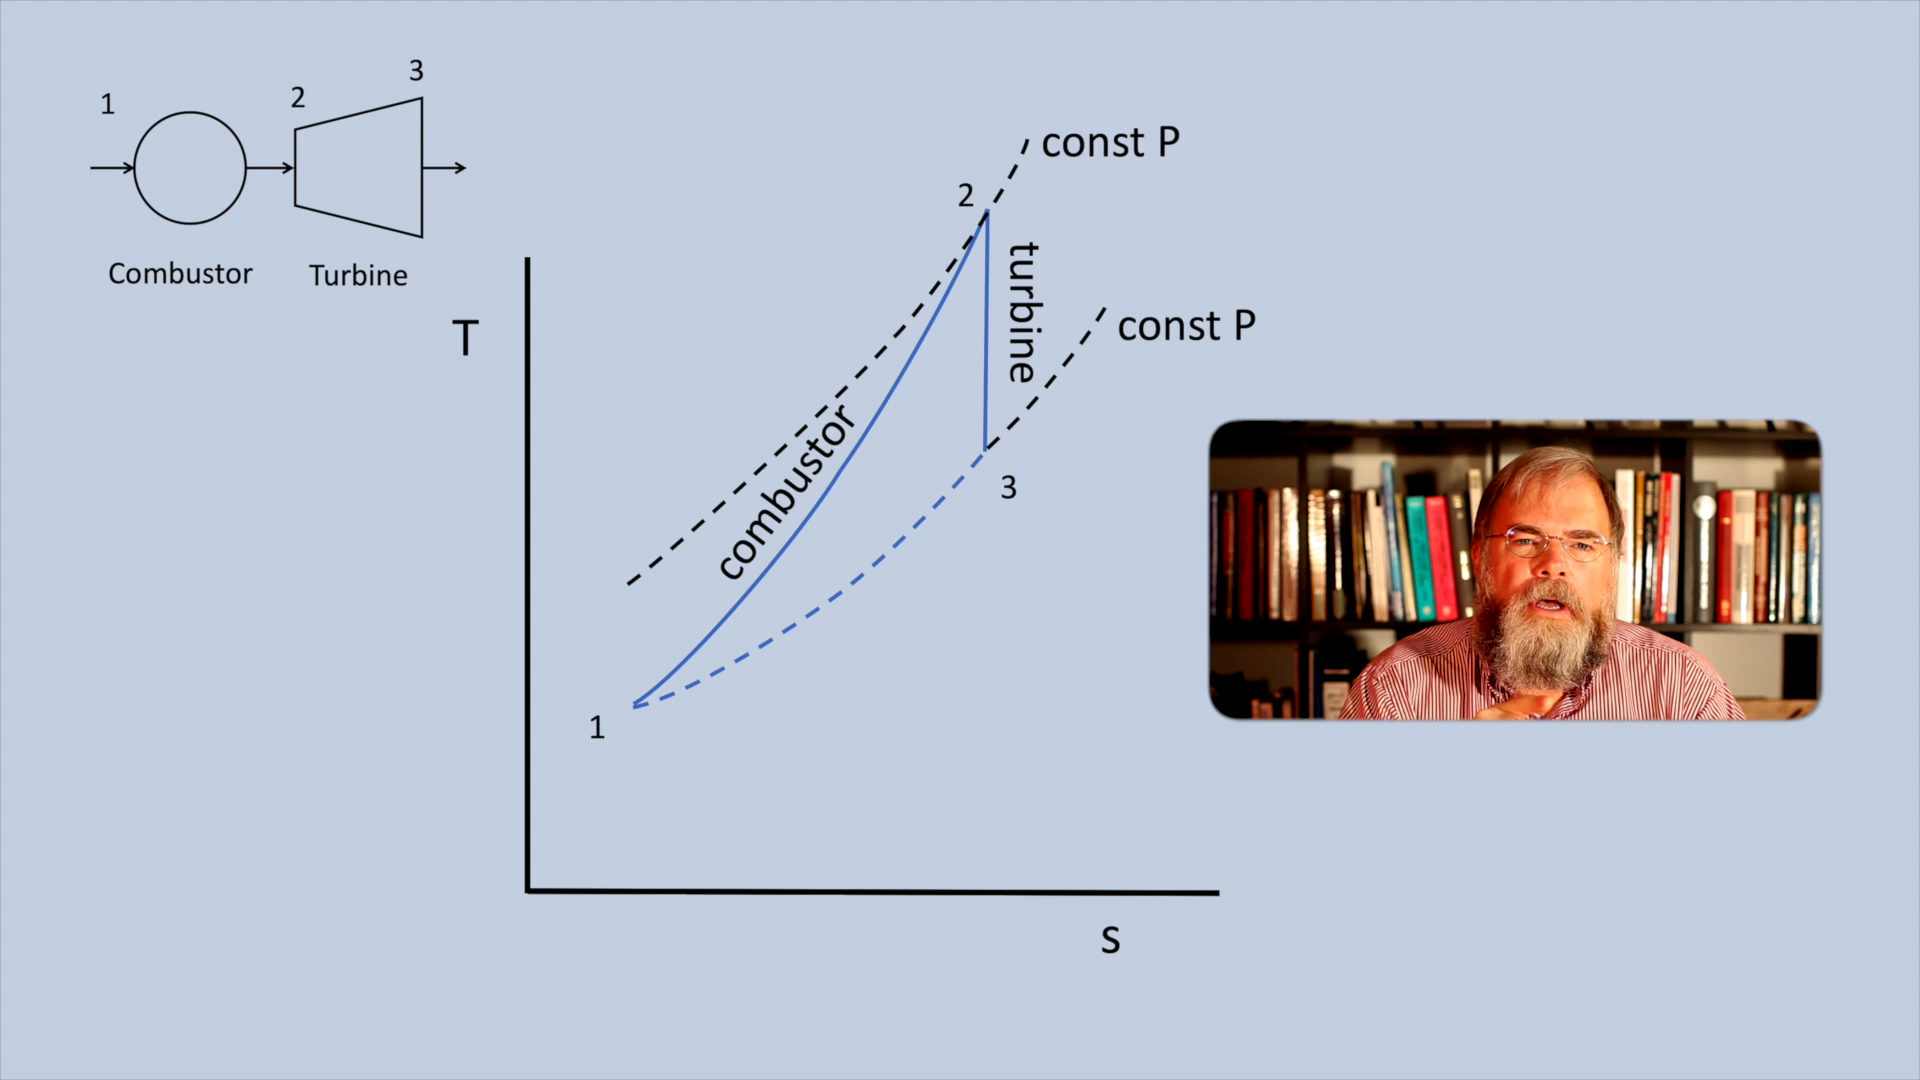 1
2
3
Combustor
Turbine
T
const P
2
turbine
const P
combustor
3
1
s